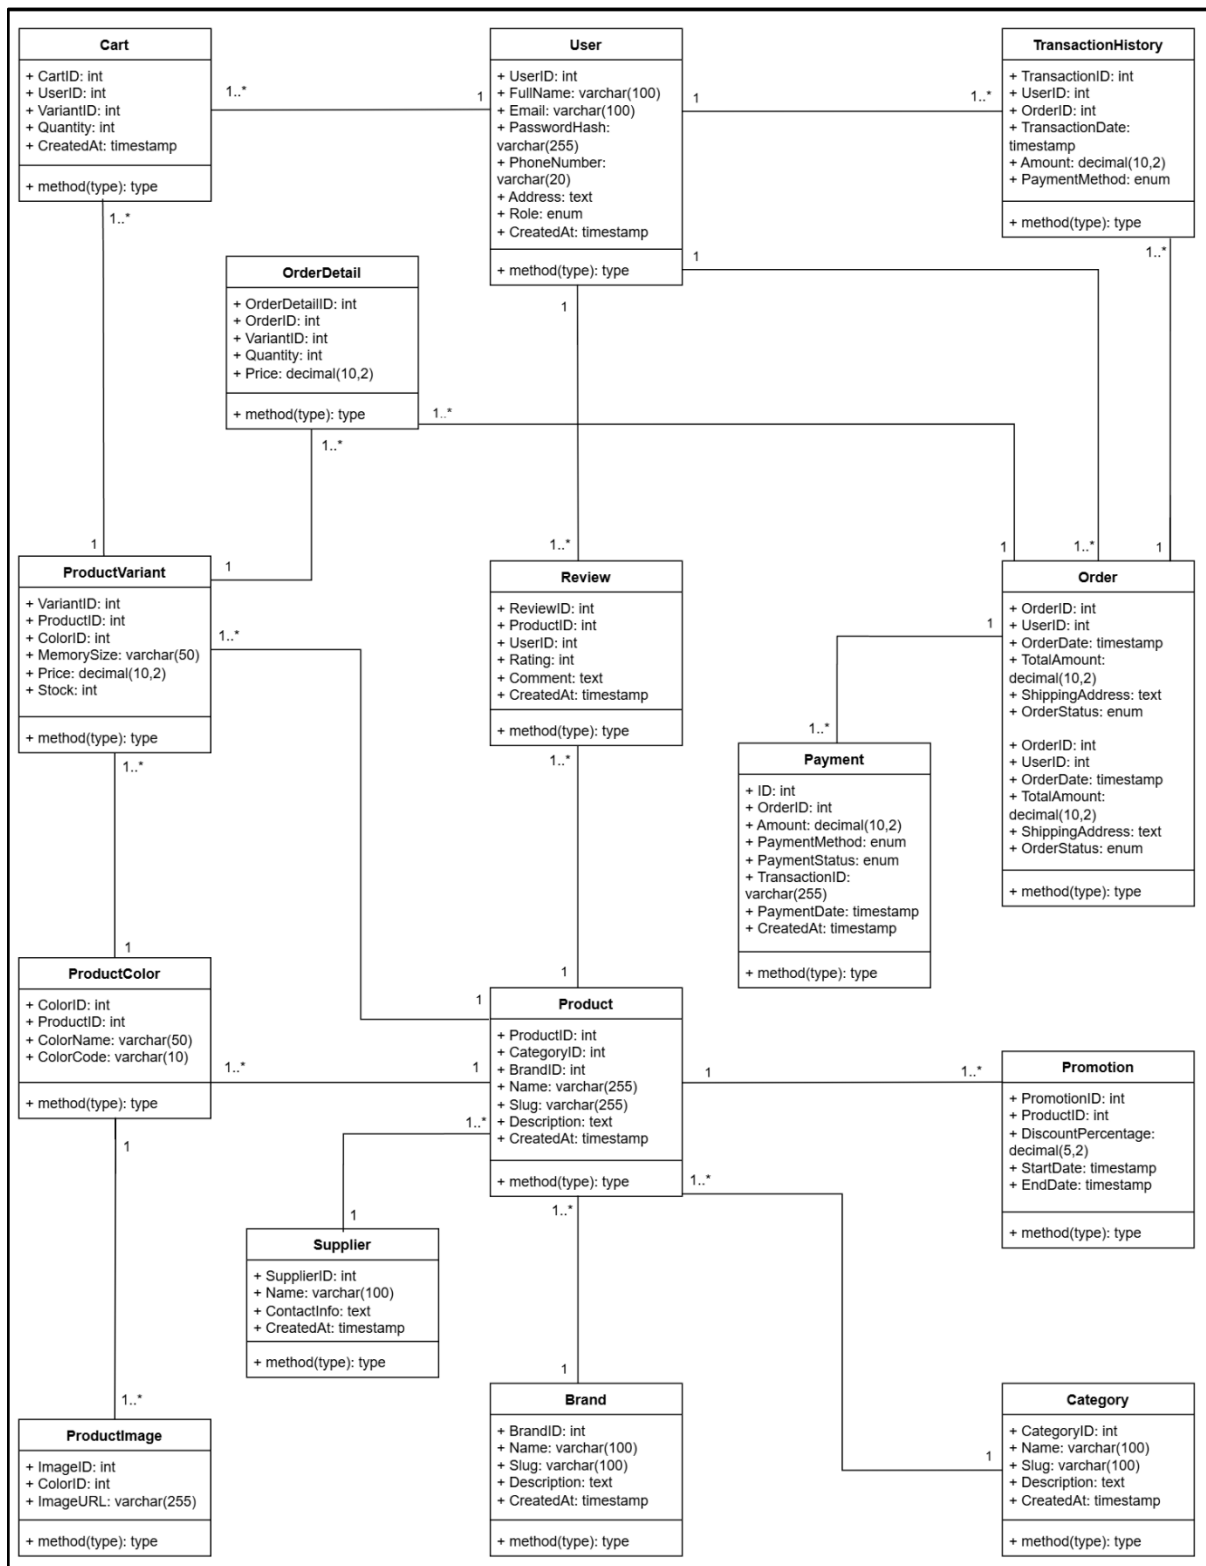 Cart
+ CartID: int
+ UserID: int
+ VariantID: int
+ Quantity: int
+ CreatedAt: timestamp
+ method(type): type
1..*
1
User
+ UserID: int
+ FullName: varchar(100)
+ Email: varchar(100)
+ PasswordHash:
varchar(255)
+ PhoneNumber:
varchar(20)
+ Address: text
+ Role: enum
+ CreatedAt: timestamp
+ method(type): type
1
1..*
TransactionHistory
+ TransactionID: int
+ UserID: int
+ OrderID: int
+ TransactionDate:
timestamp
+ Amount: decimal(10,2)
+ PaymentMethod: enum
+ method(type): type
1..*
1..*
1
1
OrderDetail
+ OrderDetailID: int
+ OrderID: int
+ VariantID: int
+ Quantity: int
+ Price: decimal(10,2)
+ method(type): type
1..*
1..*
1
1..*
1
1..*
1
ProductVariant
+ VariantID: int
+ ProductID: int
+ ColorID: int
+ MemorySize: varchar(50)
+ Price: decimal(10,2)
+ Stock: int
+ method(type): type
1
1..*
1..*
Review
+ ReviewID: int
+ ProductID: int
+ UserID: int
+ Rating: int
+ Comment: text
+ CreatedAt: timestamp
+ method(type): type
1..*
Order
+ OrderID: int
+ UserID: int
+ OrderDate: timestamp
+ TotalAmount:
decimal(10,2)
+ ShippingAddress: text
+ OrderStatus: enum
+ OrderID: int
+ UserID: int
+ OrderDate: timestamp
+ TotalAmount:
decimal(10,2)
+ ShippingAddress: text
+ OrderStatus: enum
+ method(type): type
1
1..*
Payment
+ ID: int
+ OrderID: int
+ Amount: decimal(10,2)
+ PaymentMethod: enum
+ PaymentStatus: enum
+ TransactionID:
varchar(255)
+ PaymentDate: timestamp
+ CreatedAt: timestamp
+ method(type): type
1
ProductColor
+ ColorID: int
+ ProductID: int
+ ColorName: varchar(50)
+ ColorCode: varchar(10)
+ method(type): type
1..*
1
1
1
1
Product
+ ProductID: int
+ CategoryID: int
+ BrandID: int
+ Name: varchar(255)
+ Slug: varchar(255)
+ Description: text
+ CreatedAt: timestamp
+ method(type): type
1
1..*
1..*
1..*
1..*
Promotion
+ PromotionID: int
+ ProductID: int
+ DiscountPercentage:
decimal(5,2)
+ StartDate: timestamp
+ EndDate: timestamp
+ method(type): type
1
Supplier
+ SupplierID: int
+ Name: varchar(100)
+ ContactInfo: text
+ CreatedAt: timestamp
+ method(type): type
1..*
ProductImage
+ ImageID: int
+ ColorID: int
+ ImageURL: varchar(255)
+ method(type): type
1
Brand
+ BrandID: int
+ Name: varchar(100)
+ Slug: varchar(100)
+ Description: text
+ CreatedAt: timestamp
+ method(type): type
1
Category
+ CategoryID: int
+ Name: varchar(100)
+ Slug: varchar(100)
+ Description: text
+ CreatedAt: timestamp
+ method(type): type